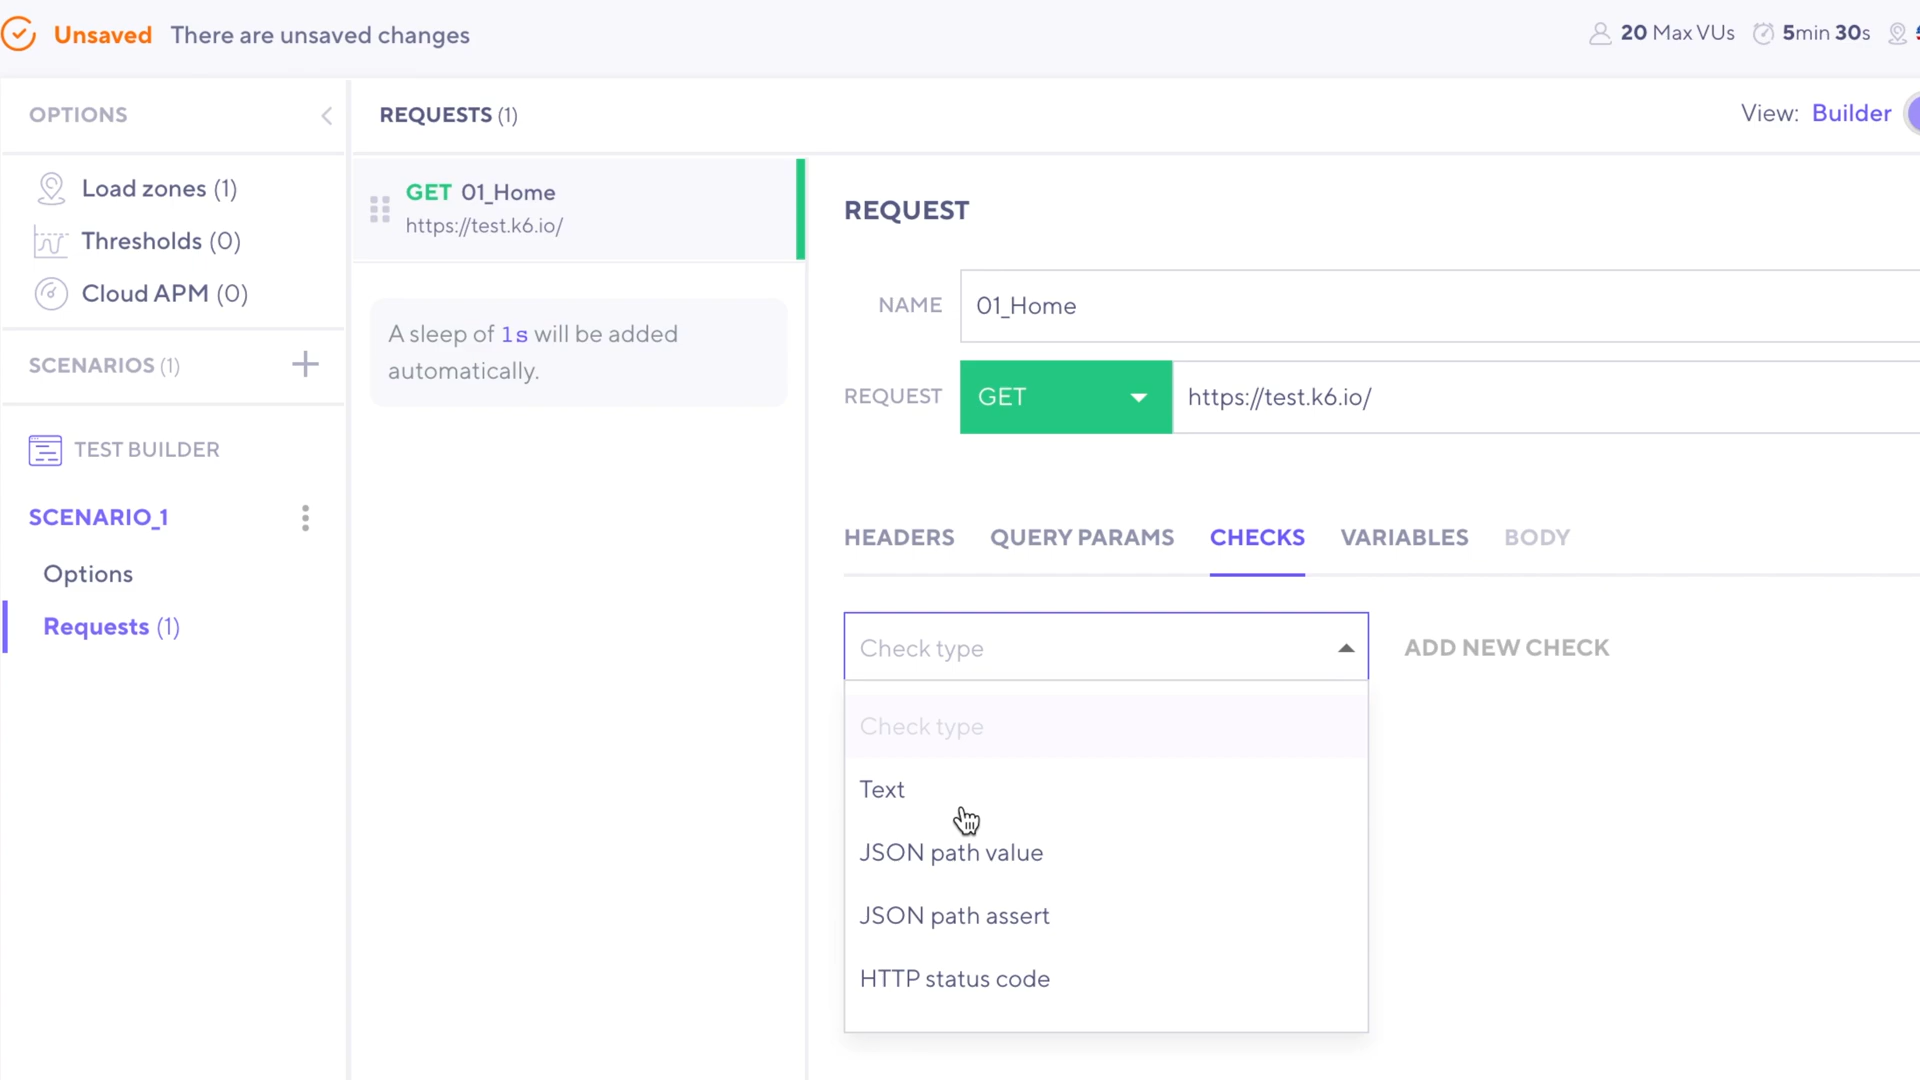 Unsaved There are unsaved changes
20 Max VUs 5min 30s
OPTIONS
Load zones (1)
Thresholds (0)
Cloud APM (0)
SCENARIOS (1)
TEST BUILDER
SCENARIO_1
Options
Requests (1)
REQUESTS (1)
View: Builder
GET 01_Home
https://test.k6.io/
A sleep of 1s will be added
automatically.
REQUEST
NAME 01_Home
REQUEST GET https://test.k6.io/
HEADERS QUERY PARAMS CHECKS VARIABLES BODY
Check type ADD NEW CHECK
Check type
Text
JSON path value
JSON path assert
HTTP status code